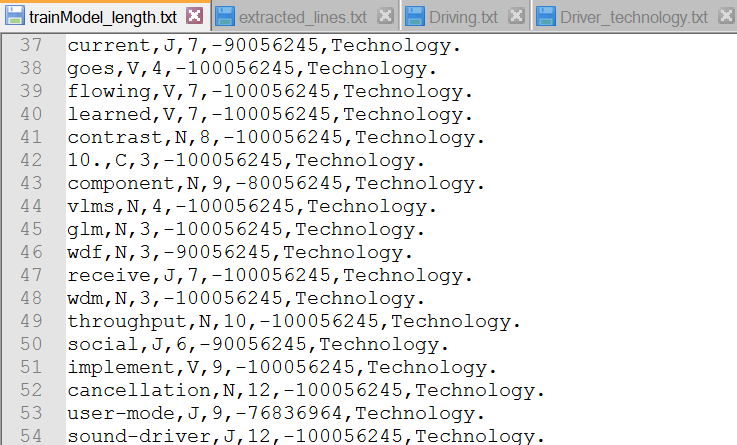 trainModel_length.txt extracted_lines.txt Driving.txt Driver_technology.txt
37 current,J,7,-90056245,Technology.
38 goes,V,4,-100056245,Technology.
39 flowing,V,7,-100056245,Technology.
40 learned,V,7,-100056245,Technology.
41 contrast,N,8,-100056245,Technology.
42 10.,C,3,-100056245,Technology.
43 component,N,9,-80056245,Technology.
44 vlms,N,4,-100056245,Technology.
45 glm,N,3,-100056245,Technology.
46 wdf,N,3,-90056245,Technology.
47 receive,J,7,-100056245,Technology.
48 wdm,N,3,-100056245,Technology.
49 throughput,N,10,-100056245,Technology.
50 social,J,6,-90056245,Technology.
51 implement,V,9,-100056245,Technology.
52 cancellation,N,12,-100056245,Technology.
53 user-mode,J,9,-76836964,Technology.
54 sound-driver,J,12,-100056245,Technology.